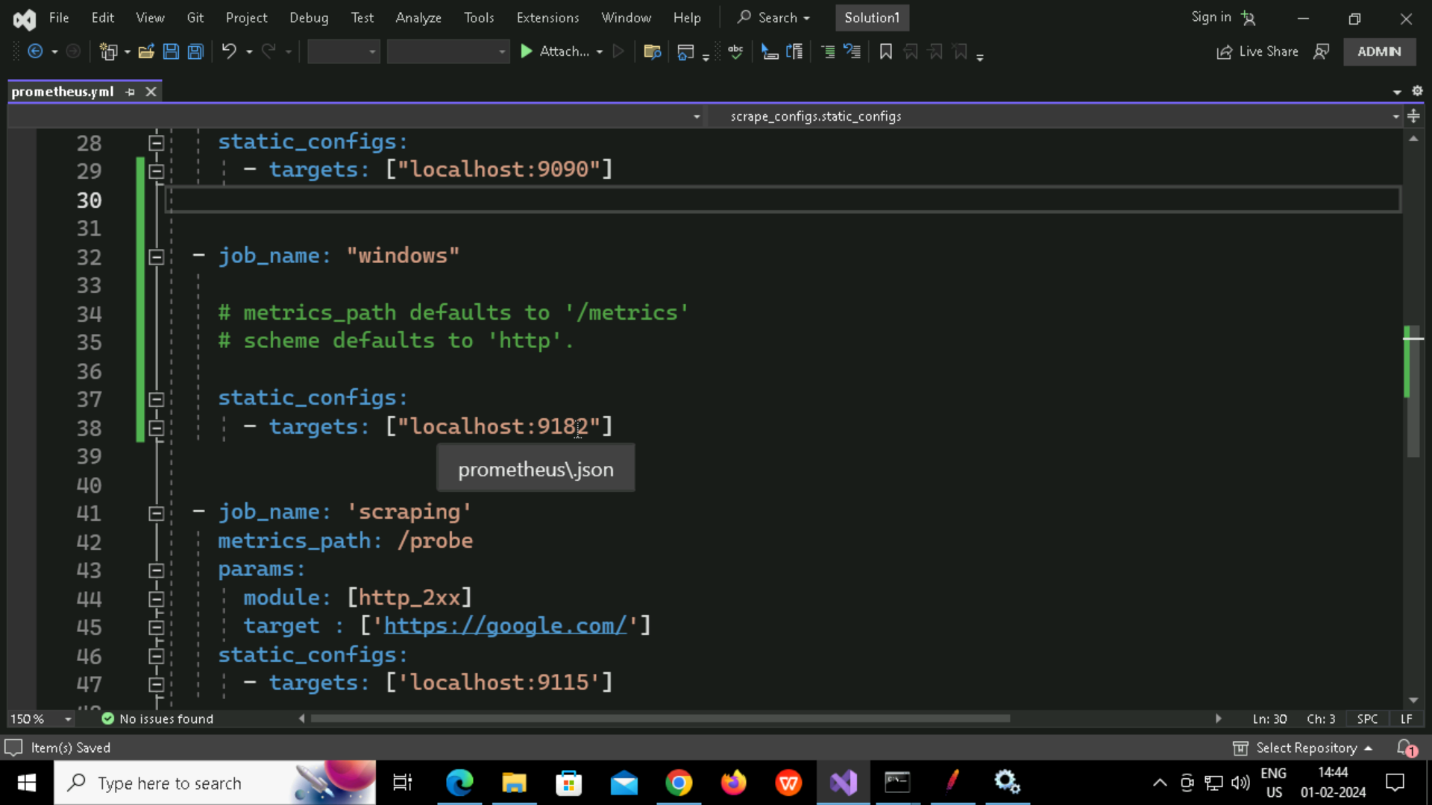 File Edit View Git Project Debug Test Analyze Tools Extensions Window Help Search Solution1 Sign in
Attach... Live Share ADMIN
prometheus.yml
scrape_configs.static_configs
28 static_configs:
29 - targets: ["localhost:9090"]
30
31
32 - job_name: "windows"
33
34 # metrics_path defaults to '/metrics'
35 # scheme defaults to 'http'.
36
37 static_configs:
38 - targets: ["localhost:9182"]
39
prometheus\.json
40
41 - job_name: 'scraping'
42 metrics_path: /probe
43 params:
44 module: [http_2xx]
45 target : ['https://google.com/']
46 static_configs:
47 - targets: ['localhost:9115']
150 % No issues found Ln: 30 Ch: 3 SPC LF
Item(s) Saved Select Repository 1
Type here to search ENG US 14:44 01-02-2024